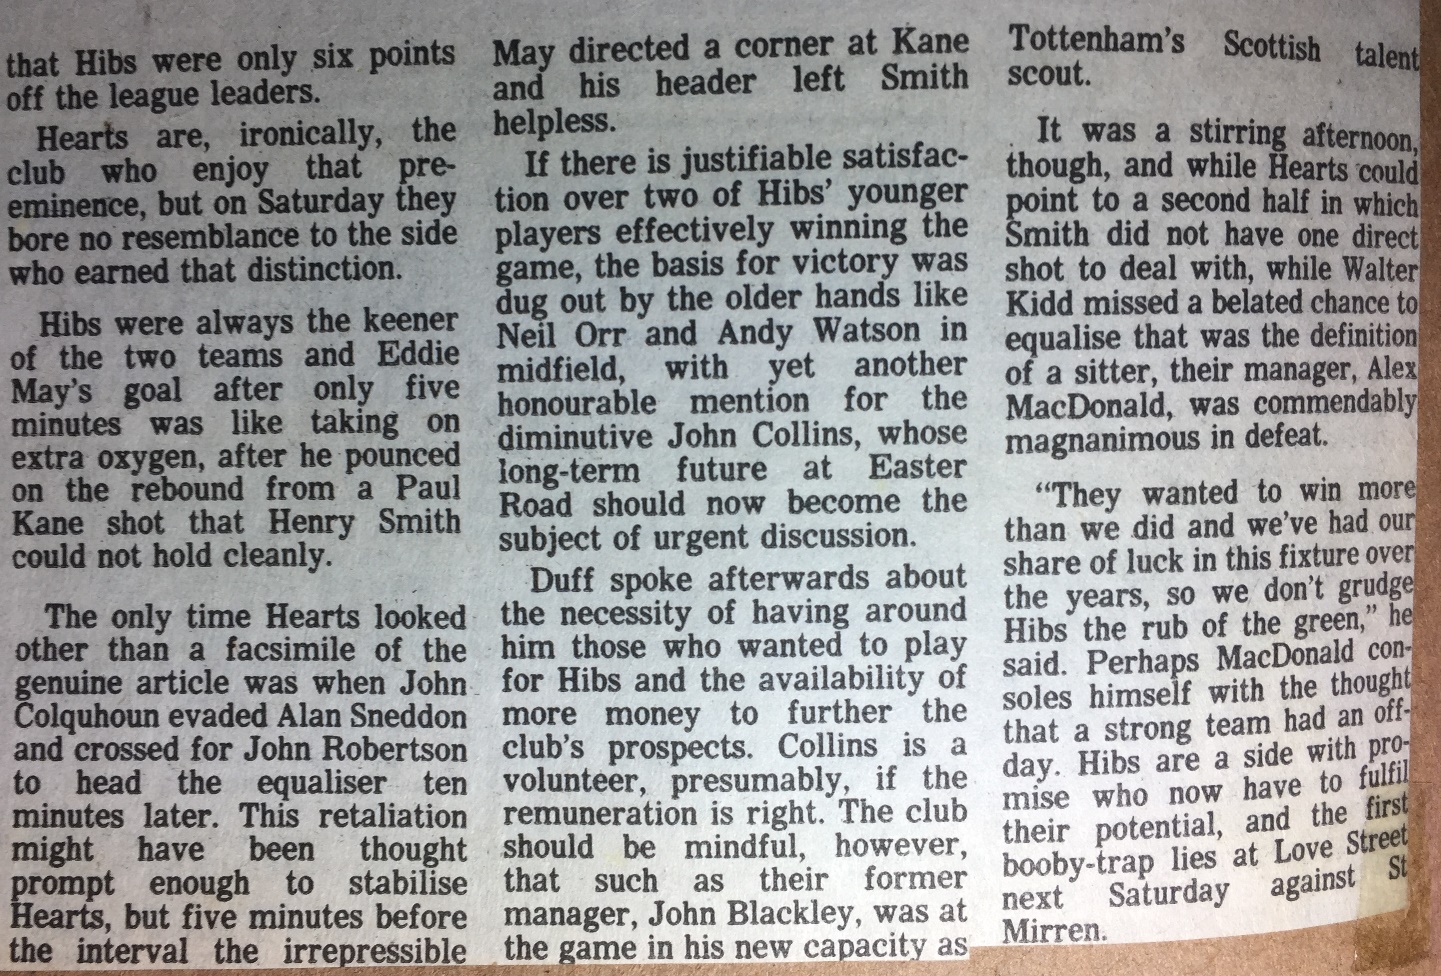 that Hibs were only six points
off the league leaders.
Hearts are, ironically, the
club who enjoy that pre-
eminence, but on Saturday they
bore no resemblance to the side
who earned that distinction.
Hibs were always the keener
of the two teams and Eddie
May's goal after only five
minutes was like taking on
extra oxygen, after he pounced
on the rebound from a Paul
Kane shot that Henry Smith
could not hold cleanly.
The only time Hearts looked
other than a facsimile of the
genuine article was when John
Colquhoun evaded Alan Sneddon
and crossed for John Robertson
to head the equaliser ten
minutes later. This retaliation
might have been thought
prompt enough to stabilise
Hearts, but five minutes before
the interval the irrepressible
May directed a corner at Kane
and his header left Smith
helpless.
If there is justifiable satisfac-
tion over two of Hibs' younger
players effectively winning the
game, the basis for victory was
dug out by the older hands like
Neil Orr and Andy Watson in
midfield, with yet another
honourable mention for the
diminutive John Collins, whose
long-term future at Easter
Road should now become the
subject of urgent discussion.
Duff spoke afterwards about
the necessity of having around
him those who wanted to play
for Hibs and the availability of
more money to further the
club's prospects. Collins is a
volunteer, presumably, if the
remuneration is right. The club
should be mindful, however,
that such as their former
manager, John Blackley, was at
the game in his new capacity as
Tottenham's Scottish talent
scout.
It was a stirring afternoon,
though, and while Hearts could
point to a second half in which
Smith did not have one direct
shot to deal with, while Walter
Kidd missed a belated chance to
equalise that was the definition
of a sitter, their manager, Alex
MacDonald, was commendably
magnanimous in defeat.
"They wanted to win more
than we did and we've had our
share of luck in this fixture over
the years, so we don't grudge
Hibs the rub of the green," he
said. Perhaps MacDonald con-
soles himself with the thought
that a strong team had an off-
day. Hibs are a side with pro-
mise who now have to fulfil
their potential, and the first
booby-trap lies at Love Street
next Saturday against St
Mirren.